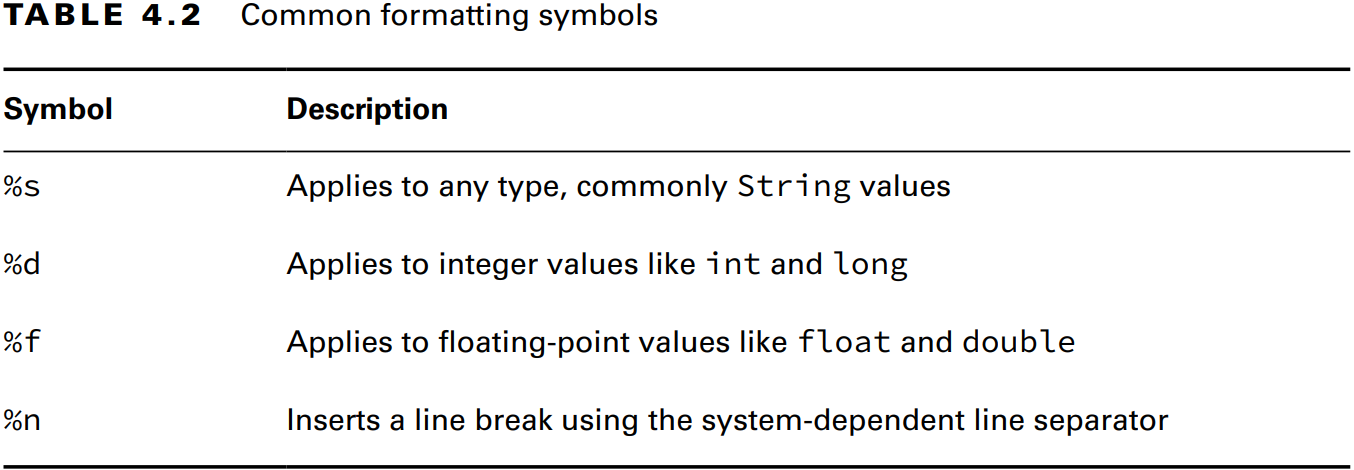 TABLE 4.2 Common formatting symbols
Symbol Description
%s Applies to any type, commonly String values
%d Applies to integer values like int and long
%f Applies to floating-point values like float and double
%n Inserts a line break using the system-dependent line separator